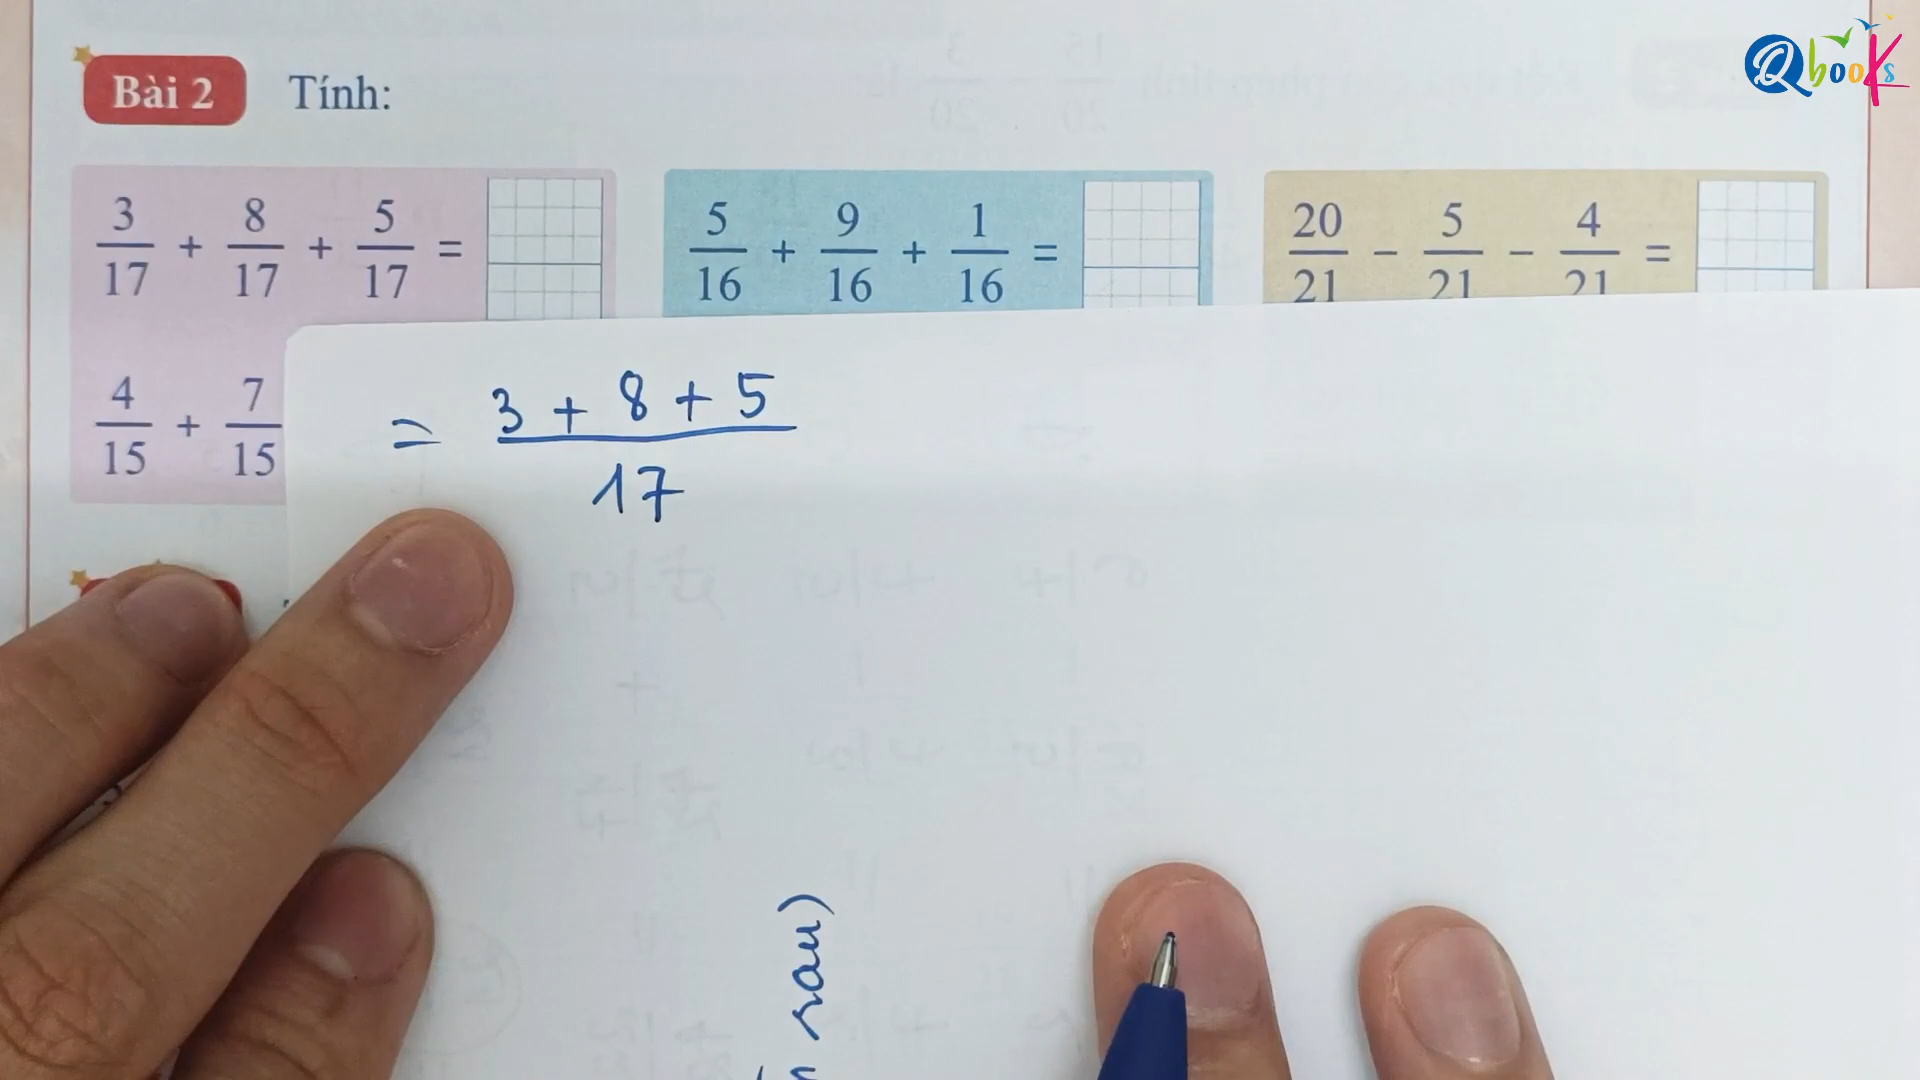 Qbooks
Bài 2 Tính:
3/17 + 8/17 + 5/17 =
5/16 + 9/16 + 1/16 =
20/21 - 5/21 - 4/21 =
4/15 + 7/15
= 3 + 8 + 5 / 17
sau)